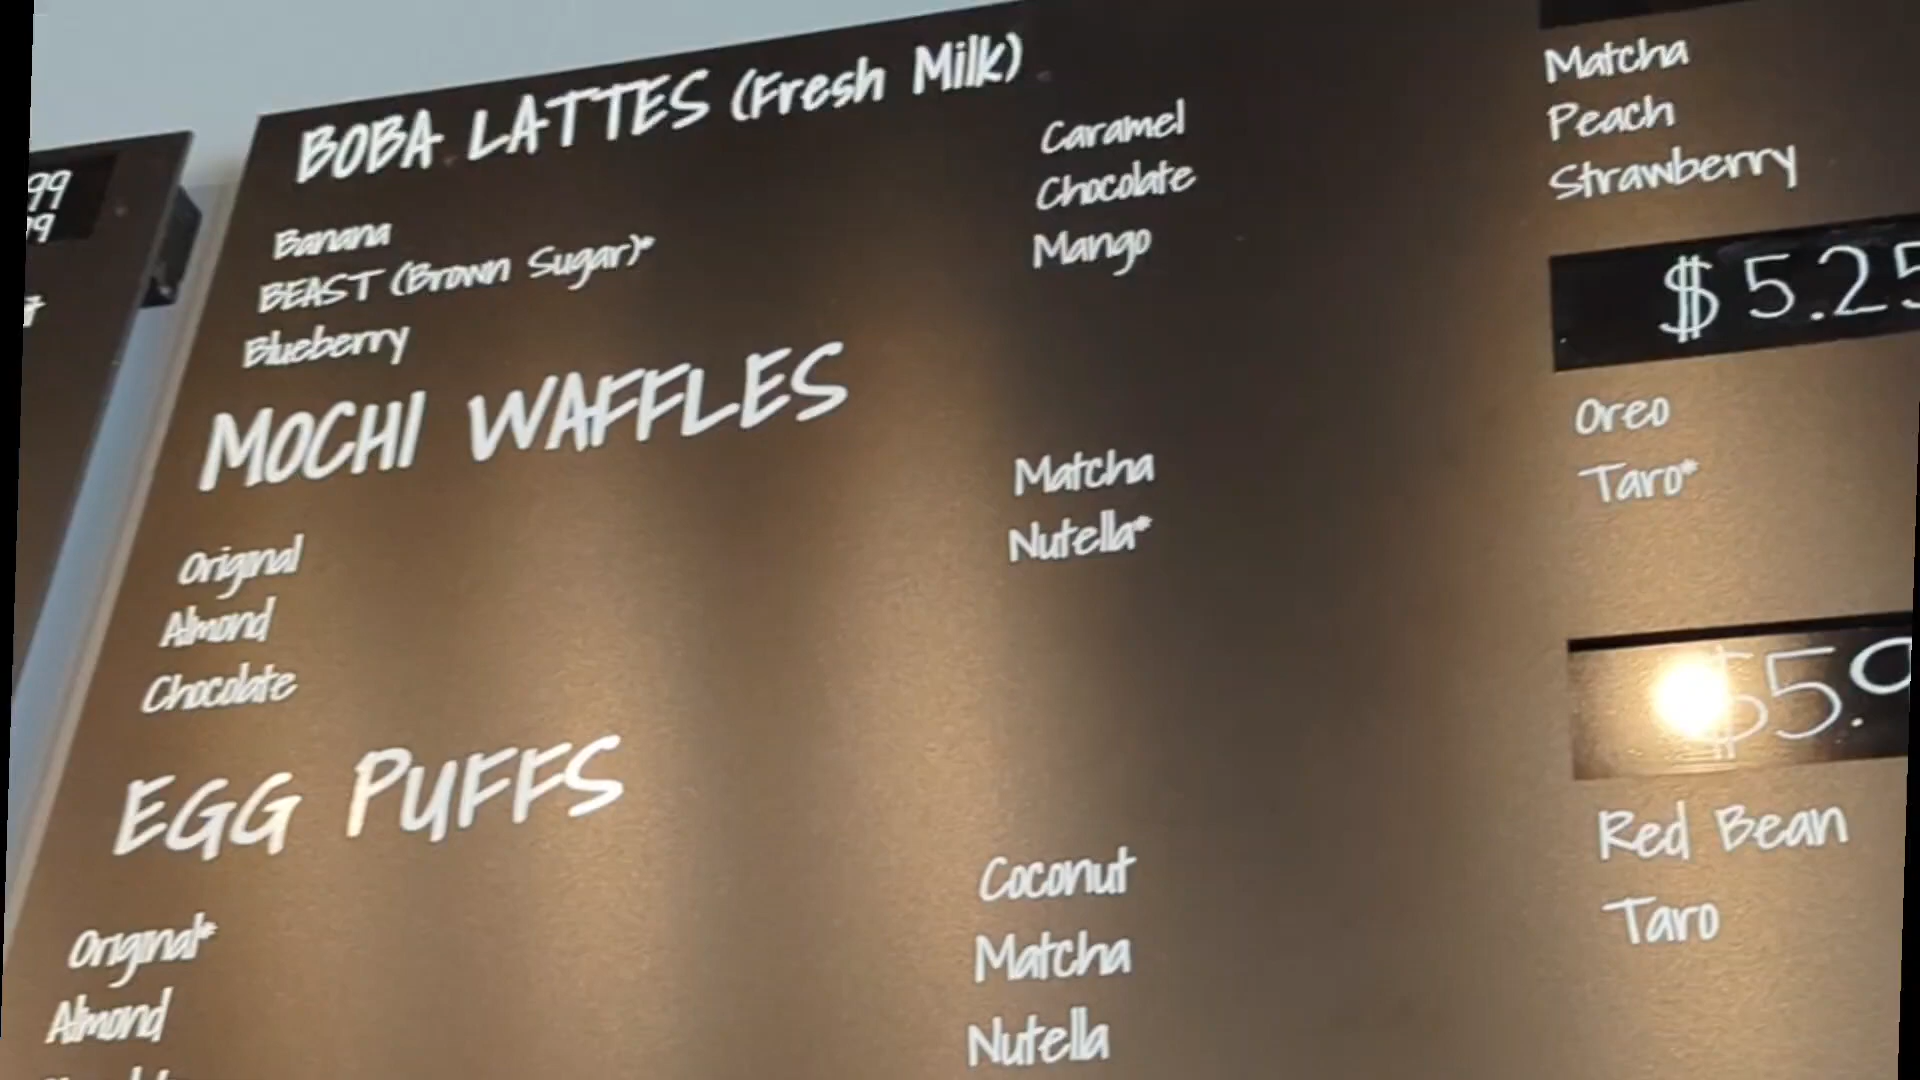 BOBA LATTES (Fresh Milk)
Banana
BEAST (Brown Sugar)*
Blueberry
Caramel
Chocolate
Mango
Matcha
Peach
Strawberry
MOCHI WAFFLES
$5.25
Original
Almond
Chocolate
Matcha
Nutella*
Oreo
Taro*
EGG PUFFS
Original*
Almond
Coconut
Matcha
Nutella
Red Bean
Taro